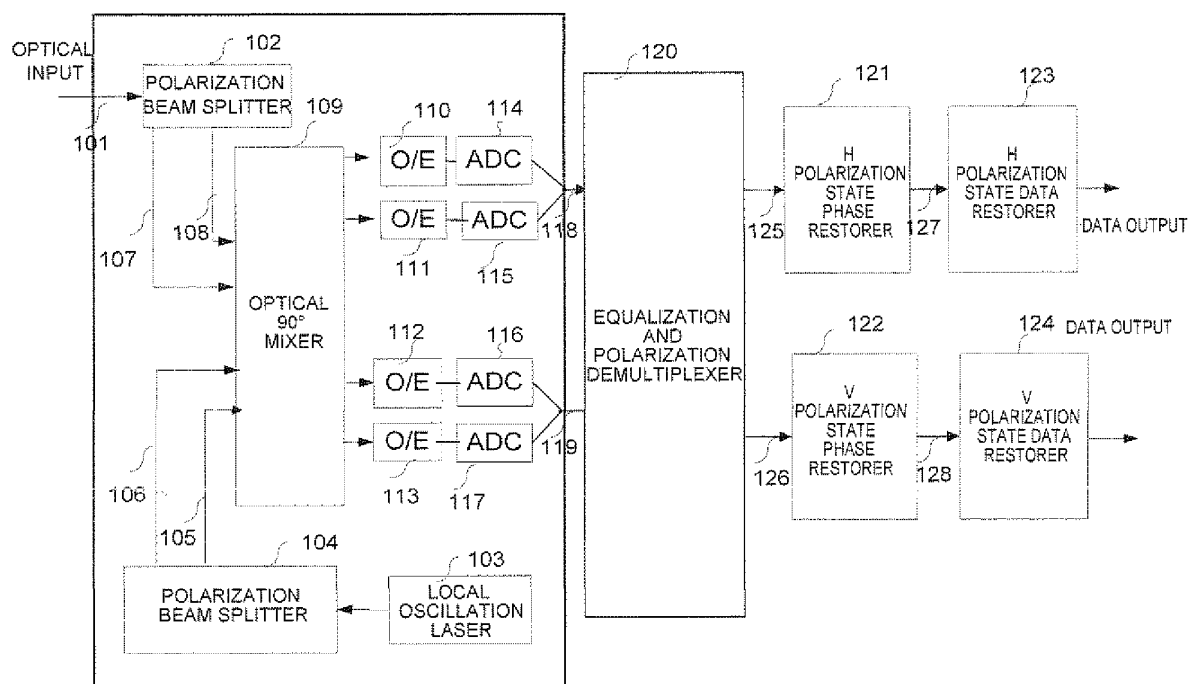 OPTICAL
INPUT
101
102
POLARIZATION
BEAM SPLITTER
107
108
109
OPTICAL
90°
MIXER
110
O/E
114
ADC
O/E
111
ADC
115
118
112
O/E
116
ADC
O/E
113
ADC
117
119
106
105
104
POLARIZATION
BEAM SPLITTER
103
LOCAL
OSCILLATION
LASER
120
EQUALIZATION
AND
POLARIZATION
DEMULTIPLEXER
121
H
POLARIZATION
STATE
PHASE
RESTORER
125
127
123
H
POLARIZATION
STATE DATA
RESTORER
DATA OUTPUT
122
V
POLARIZATION
STATE
PHASE
RESTORER
126
128
124
V
POLARIZATION
STATE DATA
RESTORER
DATA OUTPUT